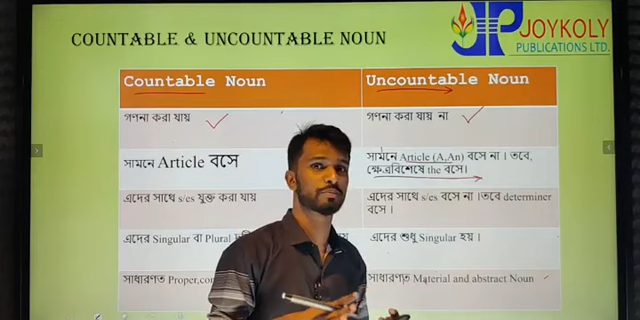 COUNTABLE & UNCOUNTABLE NOUN
JOYKOLY
PUBLICATIONS LTD.
Countable Noun
Uncountable Noun
গণনা করা যায়
গণনা করা যায় না
সামনে Article বসে
সামনে Article (A,An) বসে না। তবে,
ক্ষেত্রবিশেষে the বসে।
এদের সাথে s/es যুক্ত করা যায়
এদের সাথে s/es বসে না।তবে determiner
বসে।
এদের Singular বা Plural
এদের শুধু Singular হয়।
সাধারণত Proper,
সাধারণত Material and abstract Noun